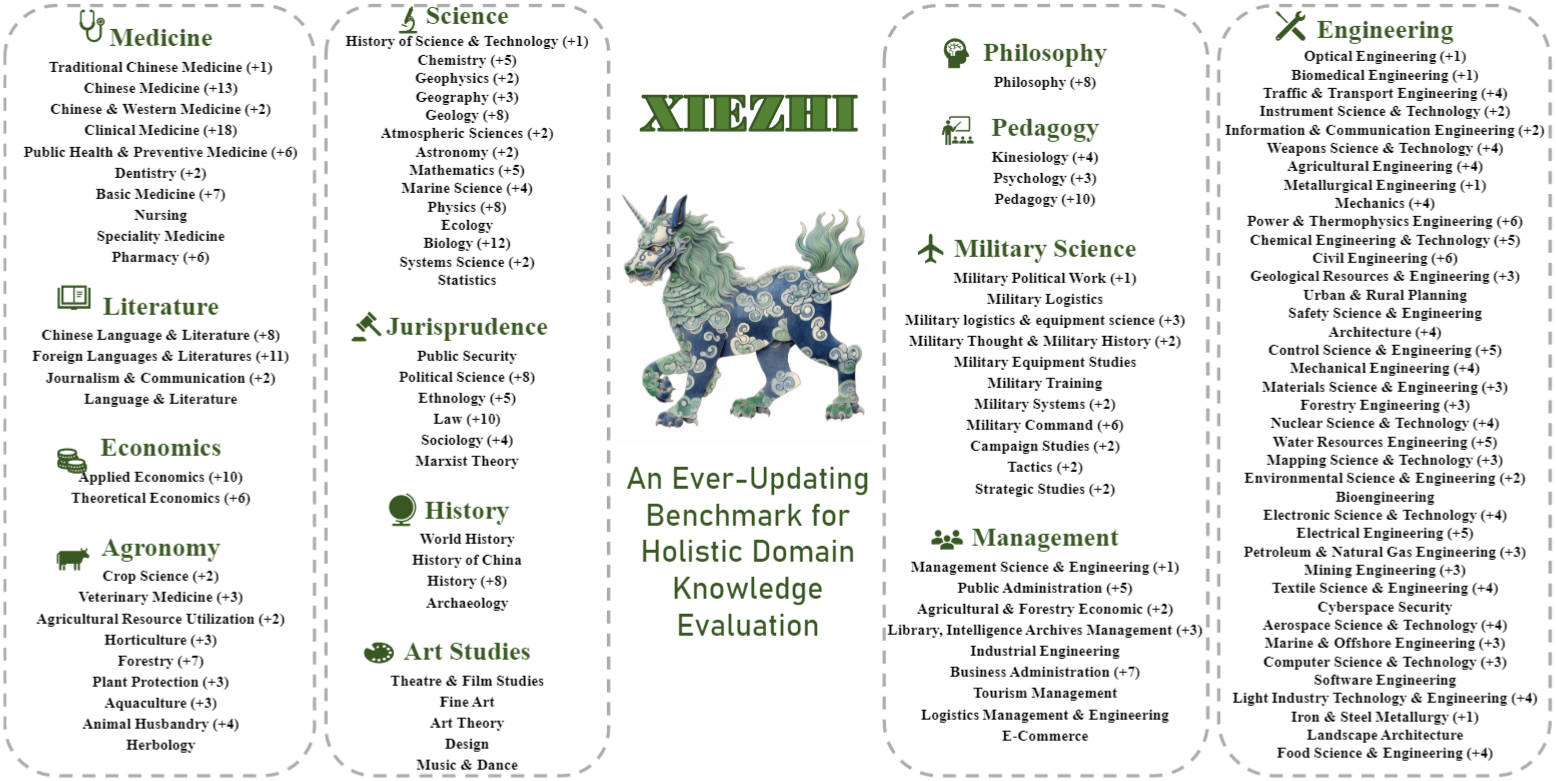 Medicine
Traditional Chinese Medicine (+1)
Chinese Medicine (+13)
Chinese & Western Medicine (+2)
Clinical Medicine (+18)
Public Health & Preventive Medicine (+6)
Dentistry (+2)
Basic Medicine (+7)
Nursing
Speciality Medicine
Pharmacy (+6)
Literature
Chinese Language & Literature (+8)
Foreign Languages & Literatures (+11)
Journalism & Communication (+2)
Language & Literature
Economics
Applied Economics (+10)
Theoretical Economics (+6)
Agronomy
Crop Science (+2)
Veterinary Medicine (+3)
Agricultural Resource Utilization (+2)
Horticulture (+3)
Forestry (+7)
Plant Protection (+3)
Aquaculture (+3)
Animal Husbandry (+4)
Herbology
Science
History of Science & Technology (+1)
Chemistry (+5)
Geophysics (+2)
Geography (+3)
Geology (+8)
Atmospheric Sciences (+2)
Astronomy (+2)
Mathematics (+5)
Marine Science (+4)
Physics (+8)
Ecology
Biology (+12)
Systems Science (+2)
Statistics
Jurisprudence
Public Security
Political Science (+8)
Ethnology (+5)
Law (+10)
Sociology (+4)
Marxist Theory
History
World History
History of China
History (+8)
Archaeology
Art Studies
Theatre & Film Studies
Fine Art
Art Theory
Design
Music & Dance
XIEZHI
An Ever-Updating
Benchmark for
Holistic Domain
Knowledge
Evaluation
Philosophy
Philosophy (+8)
Pedagogy
Kinesiology (+4)
Psychology (+3)
Pedagogy (+10)
Military Science
Military Political Work (+1)
Military Logistics
Military logistics & equipment science (+3)
Military Thought & Military History (+2)
Military Equipment Studies
Military Training
Military Systems (+2)
Military Command (+6)
Campaign Studies (+2)
Tactics (+2)
Strategic Studies (+2)
Management
Management Science & Engineering (+1)
Public Administration (+5)
Agricultural & Forestry Economic (+2)
Library, Intelligence Archives Management (+3)
Industrial Engineering
Business Administration (+7)
Tourism Management
Logistics Management & Engineering
E-Commerce
Engineering
Optical Engineering (+1)
Biomedical Engineering (+1)
Traffic & Transport Engineering (+4)
Instrument Science & Technology (+2)
Information & Communication Engineering (+2)
Weapons Science & Technology (+4)
Agricultural Engineering (+4)
Metallurgical Engineering (+1)
Mechanics (+4)
Power & Thermophysics Engineering (+6)
Chemical Engineering & Technology (+5)
Civil Engineering (+6)
Geological Resources & Engineering (+3)
Urban & Rural Planning
Safety Science & Engineering
Architecture (+4)
Control Science & Engineering (+5)
Mechanical Engineering (+4)
Materials Science & Engineering (+3)
Forestry Engineering (+3)
Nuclear Science & Technology (+4)
Water Resources Engineering (+5)
Mapping Science & Technology (+3)
Environmental Science & Engineering (+2)
Bioengineering
Electronic Science & Technology (+4)
Electrical Engineering (+5)
Petroleum & Natural Gas Engineering (+3)
Mining Engineering (+3)
Textile Science & Engineering (+4)
Cyberspace Security
Aerospace Science & Technology (+4)
Marine & Offshore Engineering (+3)
Computer Science & Technology (+3)
Software Engineering
Light Industry Technology & Engineering (+4)
Iron & Steel Metallurgy (+1)
Landscape Architecture
Food Science & Engineering (+4)